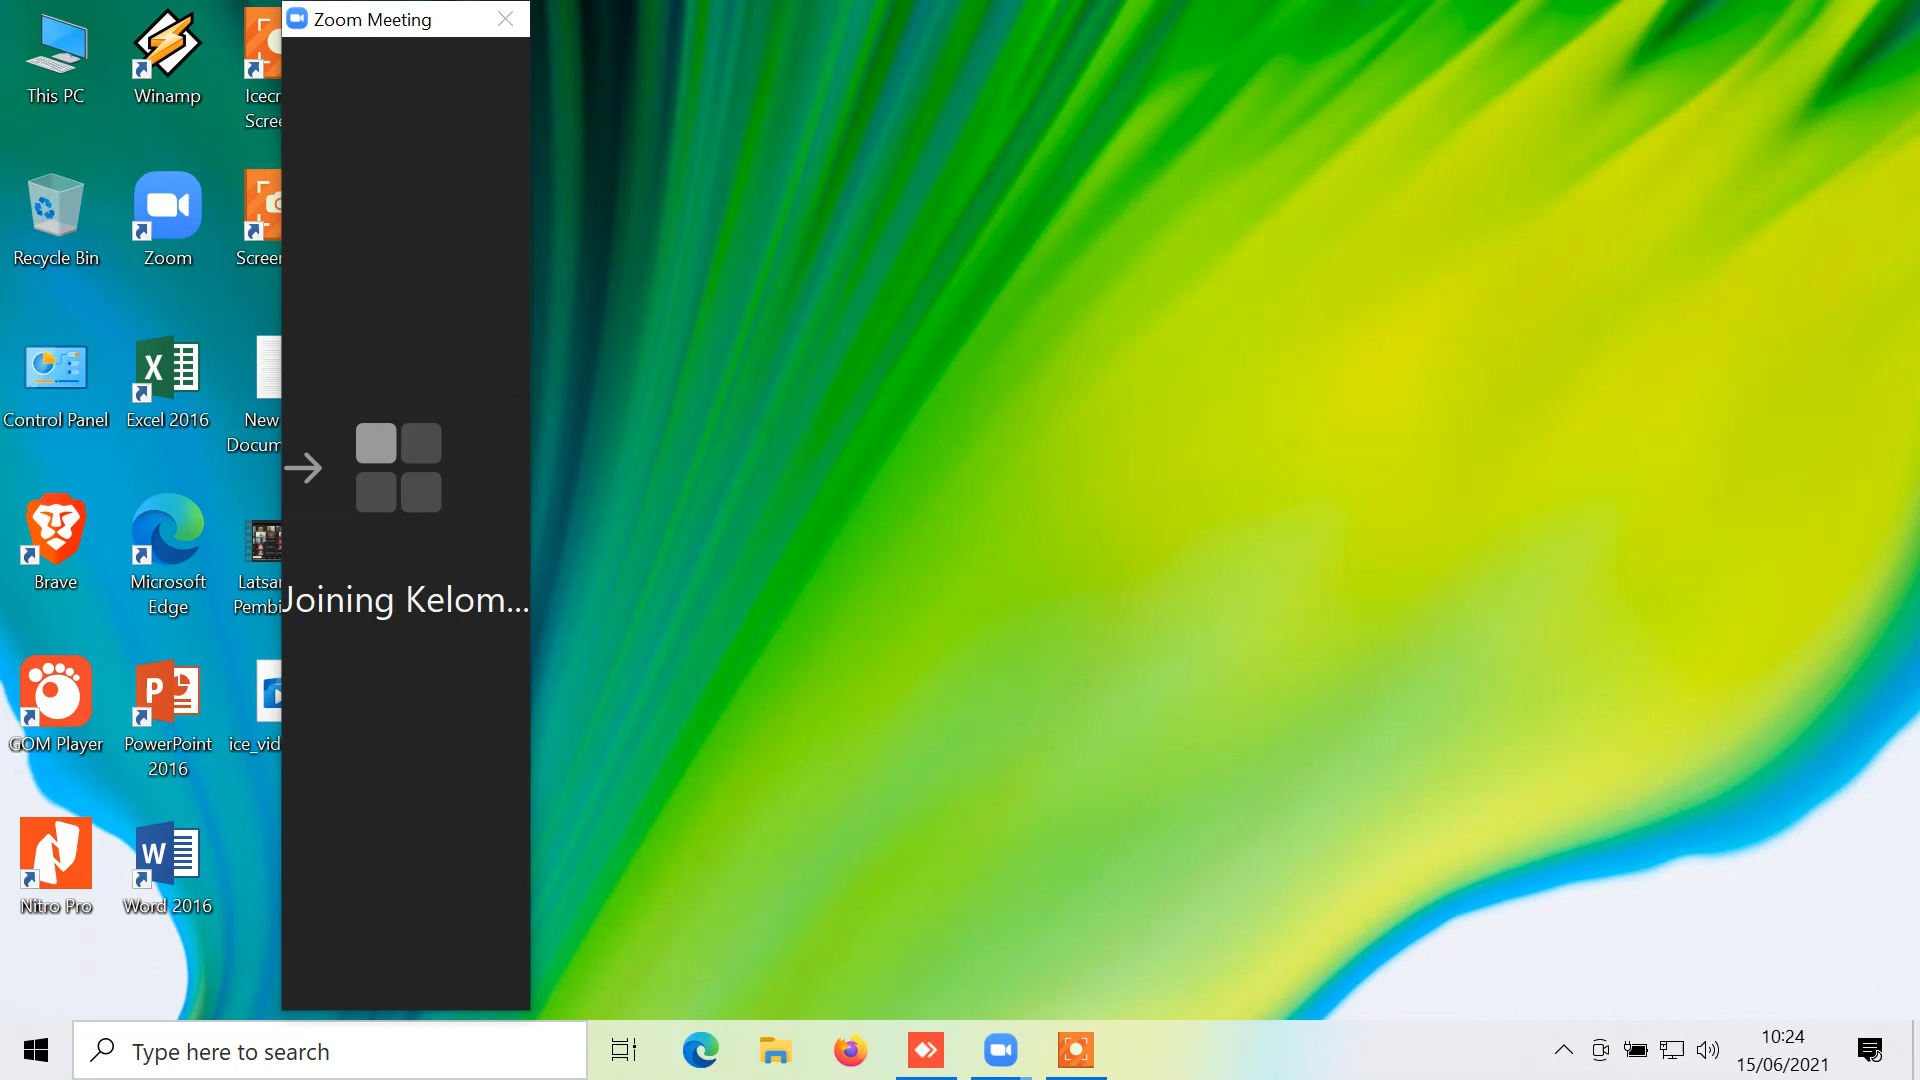 Zoom Meeting
This PC
Winamp
Icecr
Scree
Recycle Bin
Zoom
Screen
Control Panel
Excel 2016
New
Docum
Joining Kelom...
Brave
Microsoft
Edge
Latsa
Pembi
GOM Player
PowerPoint
2016
ice_vid
Nitro Pro
Word 2016
Type here to search
10:24
15/06/2021